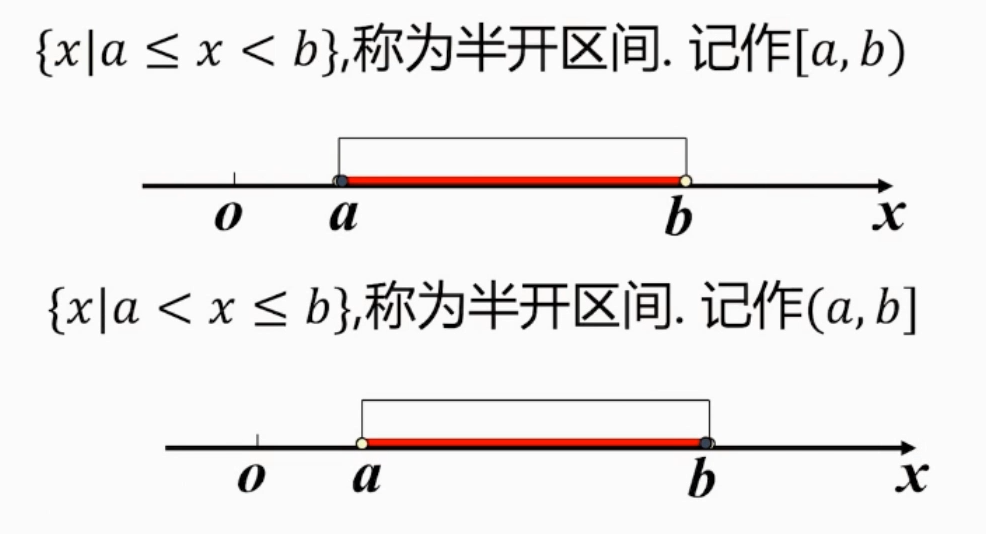 {x|a ≤ x < b},称为半开区间. 记作[a, b)
o a b x
{x|a < x ≤ b},称为半开区间. 记作(a, b]
o a b x